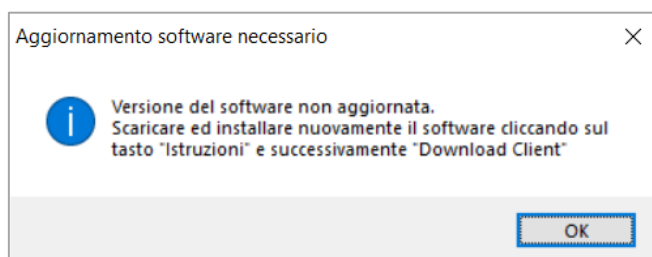 Aggiornamento software necessario
Versione del software non aggiornata.
Scaricare ed installare nuovamente il software cliccando sul
tasto "Istruzioni" e successivamente "Download Client"
OK